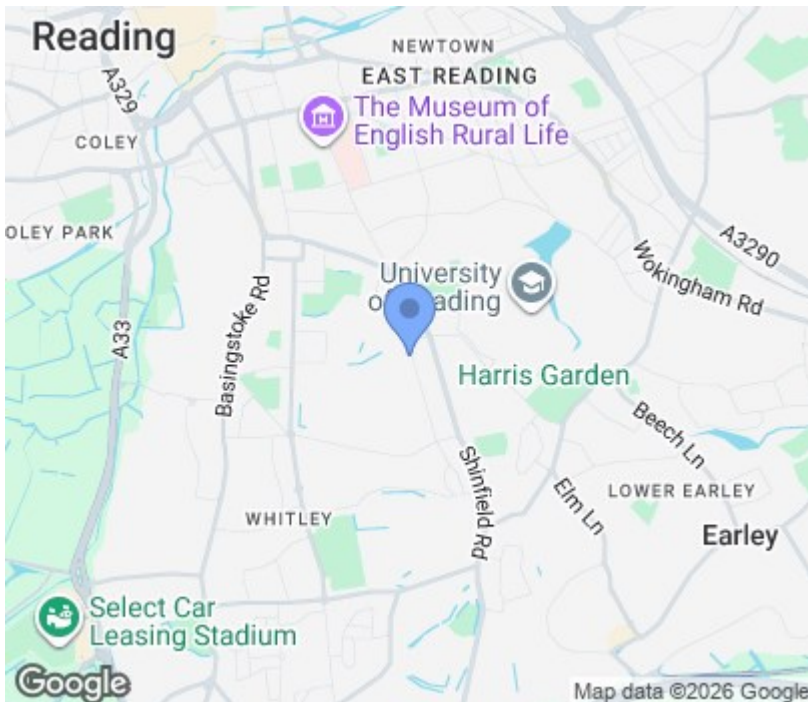 Reading
A329
NEWTOWN
EAST READING
The Museum of
English Rural Life
COLEY
OLEY PARK
A33
Basingstoke Rd
University
of Reading
Wokingham Rd
A3290
Harris Garden
Beech Ln
Shinfield Rd
Elm Ln
LOWER EARLEY
WHITLEY
Earley
Select Car
Leasing Stadium
Google
Map data ©2026 Google